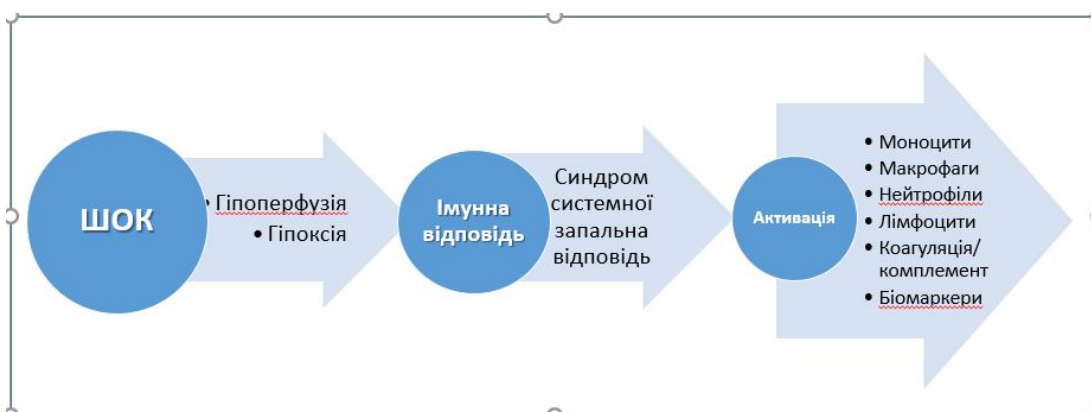 ШОК
• Гіпоперфузія
• Гіпоксія
Імунна
відповідь
Синдром
системної
запальна
відповідь
Активація
• Моноцити
• Макрофаги
• Нейтрофіли
• Лімфоцити
• Коагуляція/
комплемент
• Біомаркери